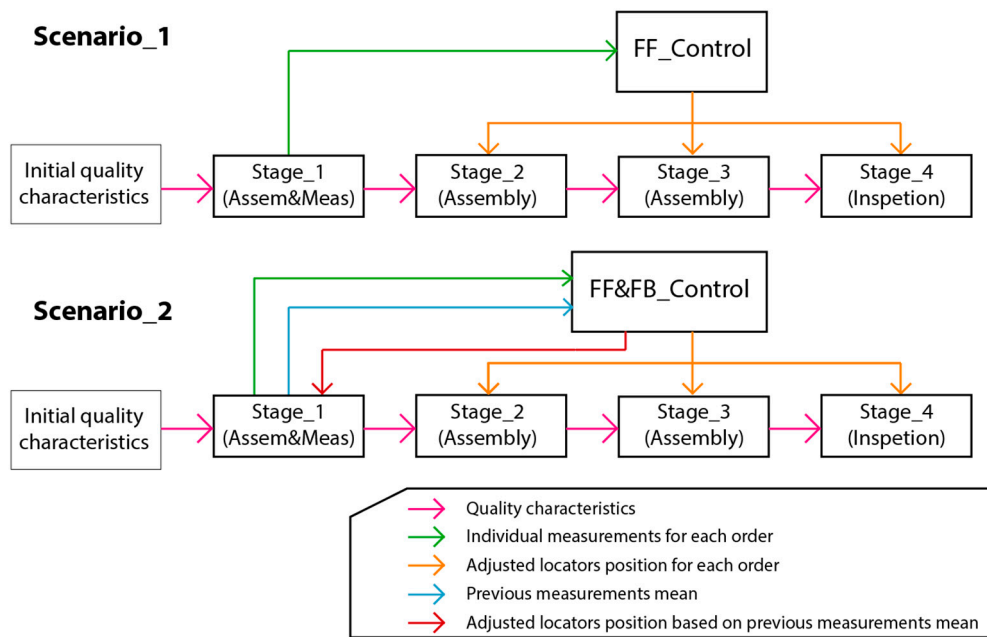 Scenario_1
FF_Control
Initial quality
characteristics
Stage_1
(Assem&Meas)
Stage_2
(Assembly)
Stage_3
(Assembly)
Stage_4
(Inspetion)
Scenario_2
FF&FB_Control
Initial quality
characteristics
Stage_1
(Assem&Meas)
Stage_2
(Assembly)
Stage_3
(Assembly)
Stage_4
(Inspetion)
Quality characteristics
Individual measurements for each order
Adjusted locators position for each order
Previous measurements mean
Adjusted locators position based on previous measurements mean